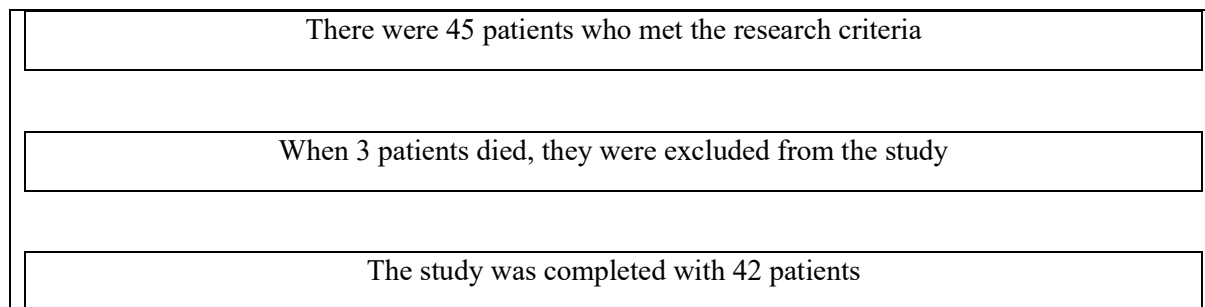 There were 45 patients who met the research criteria
When 3 patients died, they were excluded from the study
The study was completed with 42 patients